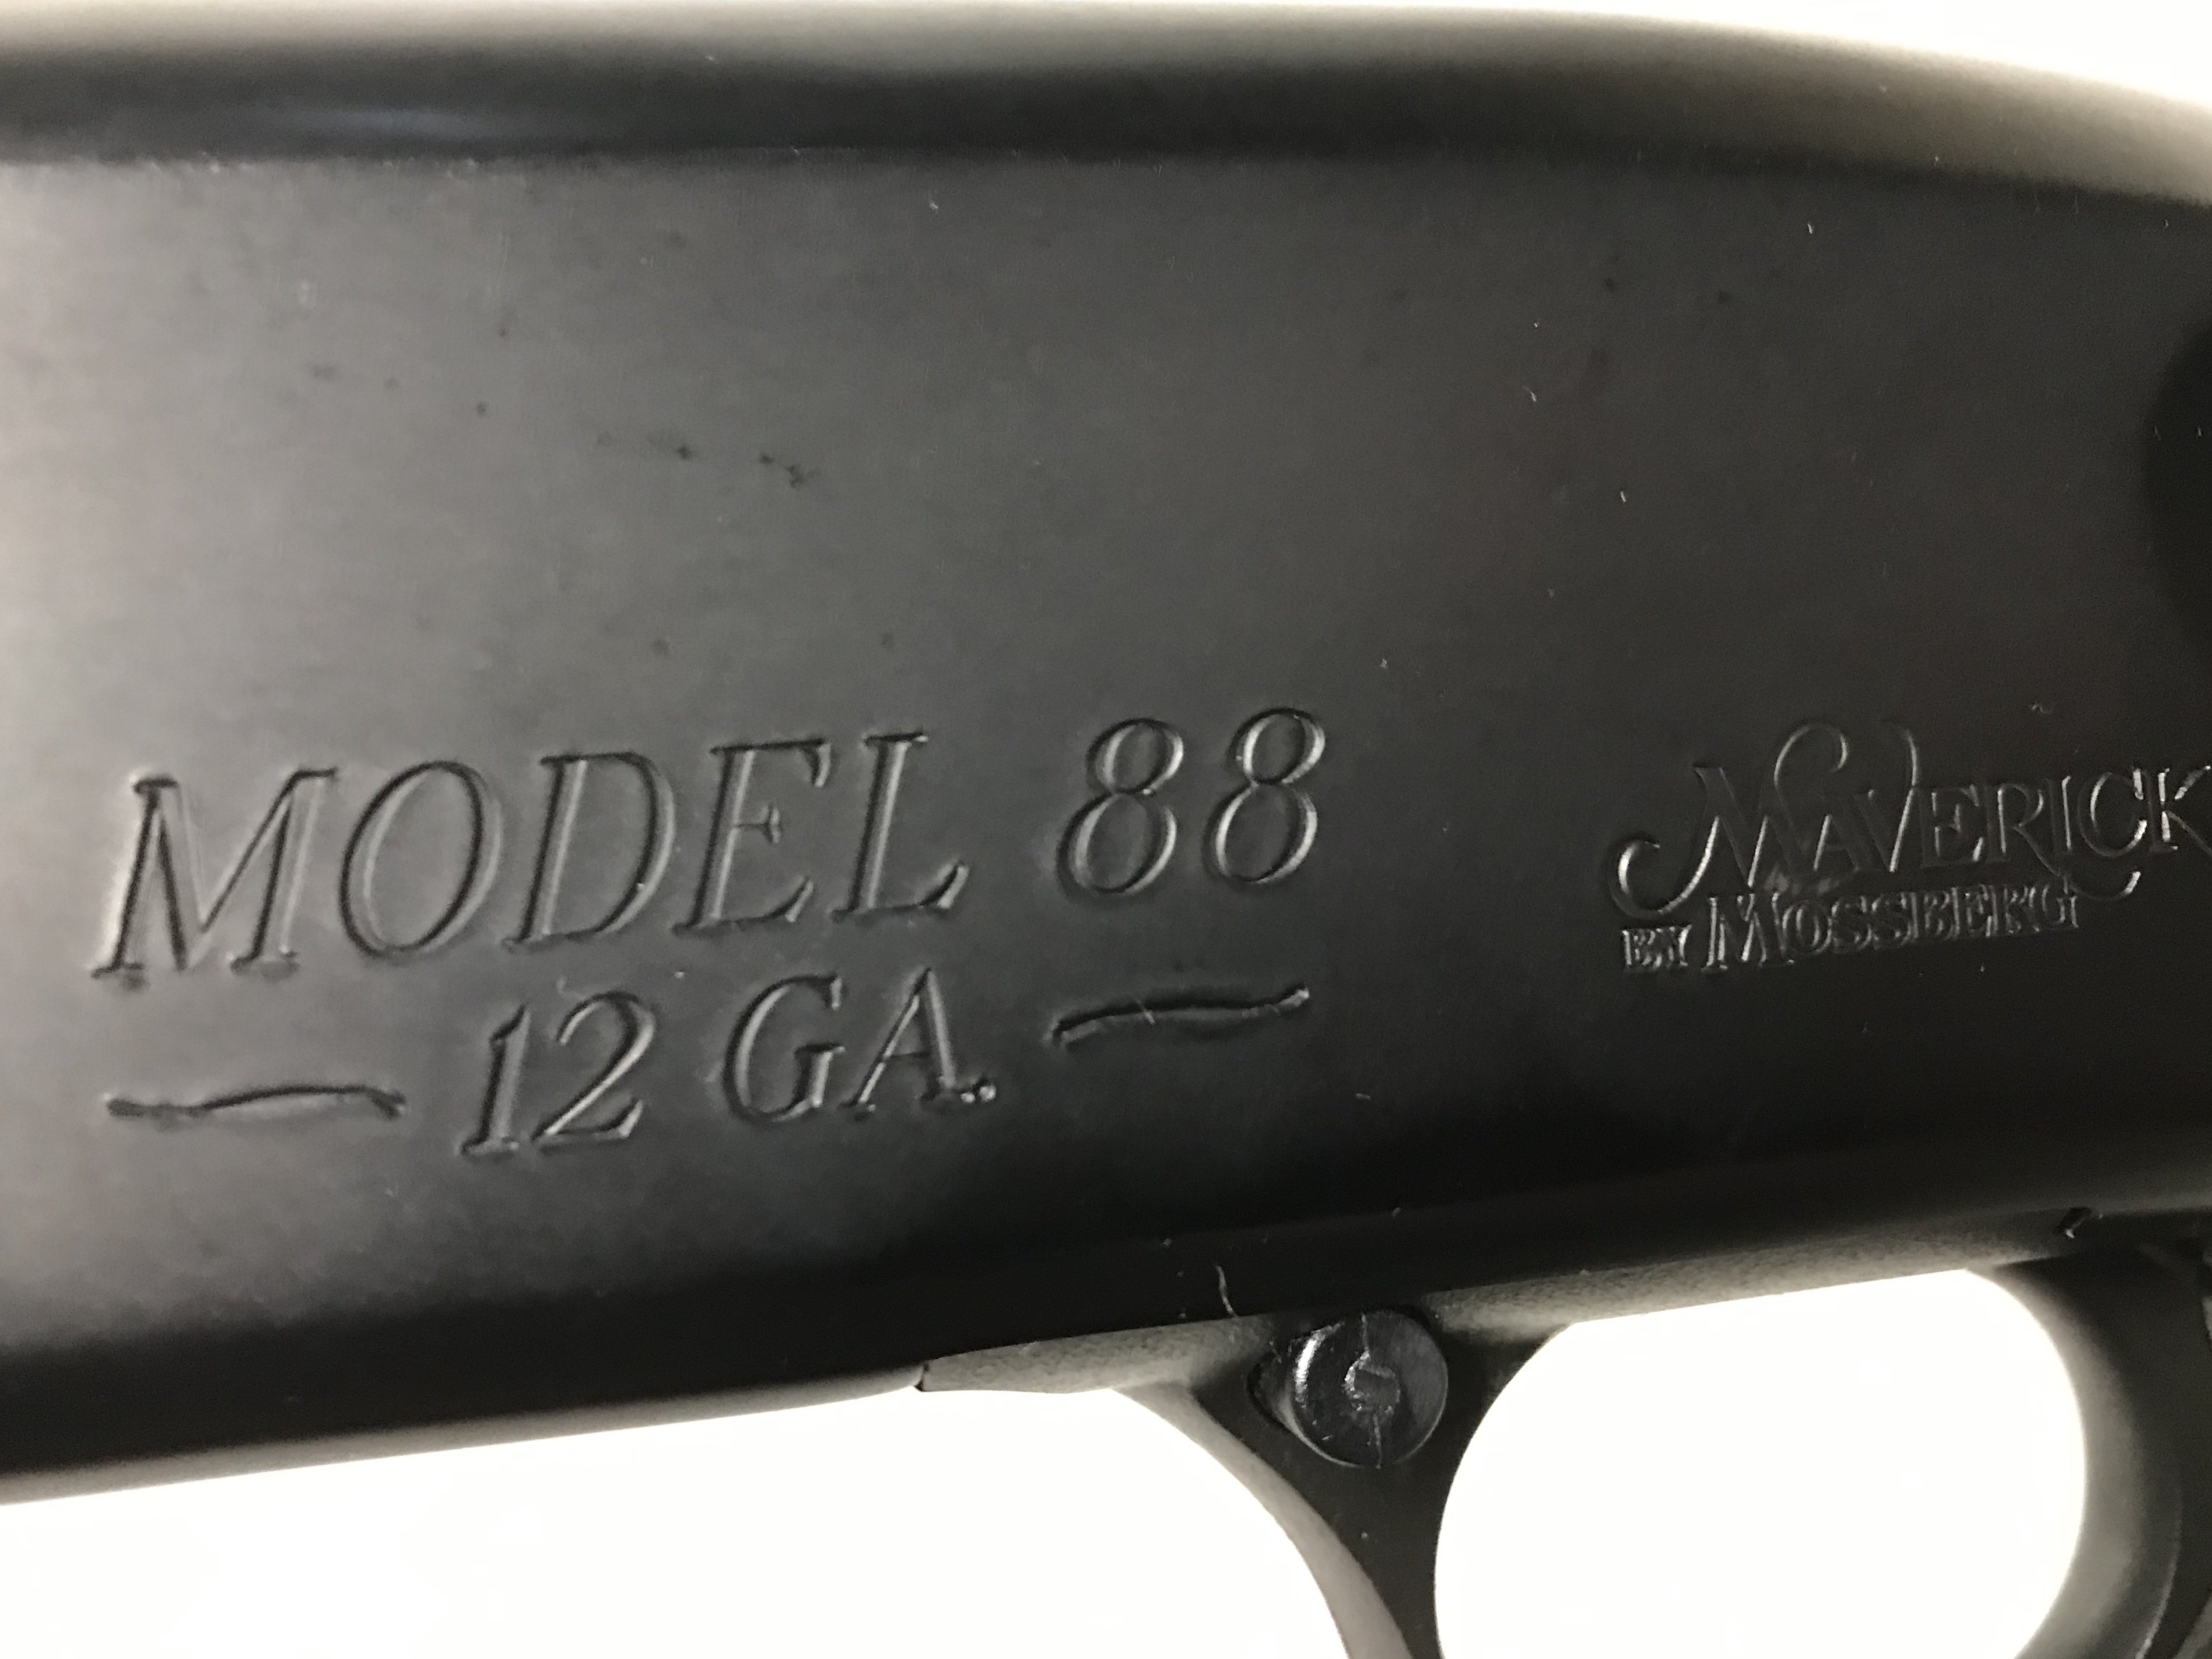 MODEL 88
12 GA.
MAVERICK
BY MOSSBERG